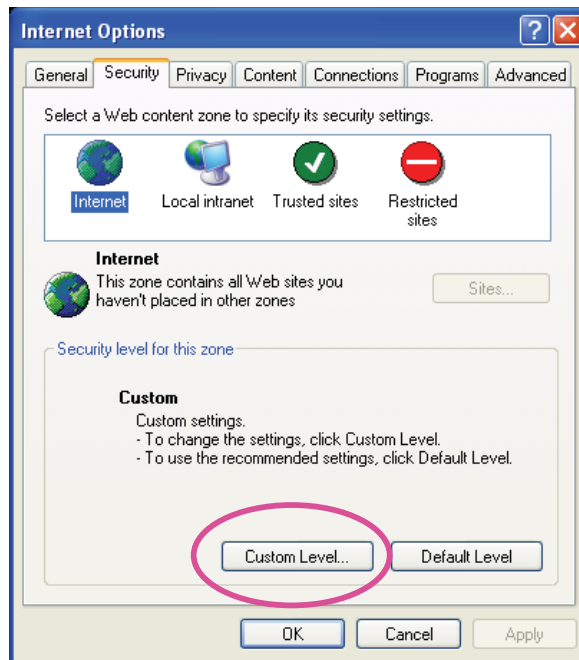 Internet Options
General Security Privacy Content Connections Programs Advanced
Select a Web content zone to specify its security settings.
Internet Local intranet Trusted sites Restricted sites
Internet
This zone contains all Web sites you
haven't placed in other zones
Sites...
Security level for this zone
Custom
Custom settings.
- To change the settings, click Custom Level.
- To use the recommended settings, click Default Level.
Custom Level... Default Level
OK Cancel Apply